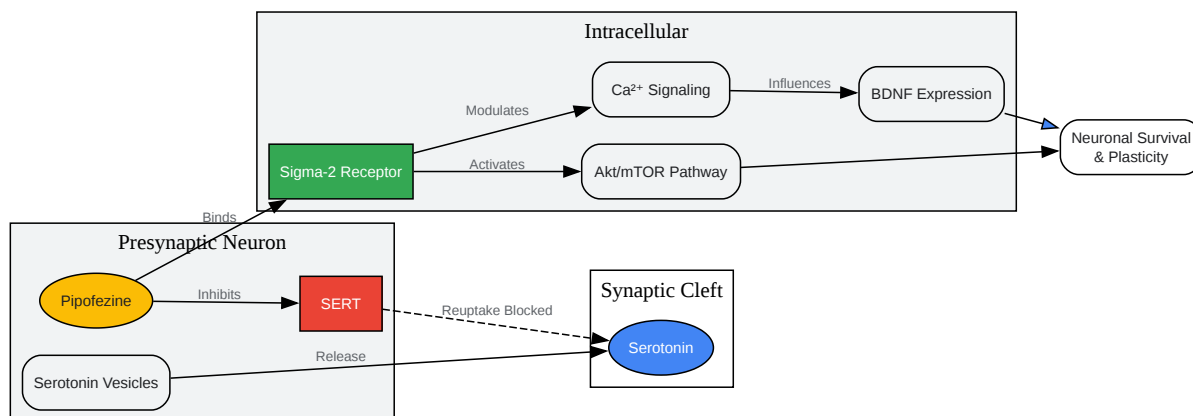 Intracellular
Ca²⁺ Signaling
Influences
BDNF Expression
Modulates
Neuronal Survival
& Plasticity
Sigma-2 Receptor
Activates
Akt/mTOR Pathway
Binds
Presynaptic Neuron
Pipofezine
Inhibits
SERT
Reuptake Blocked
Synaptic Cleft
Serotonin
Release
Serotonin Vesicles